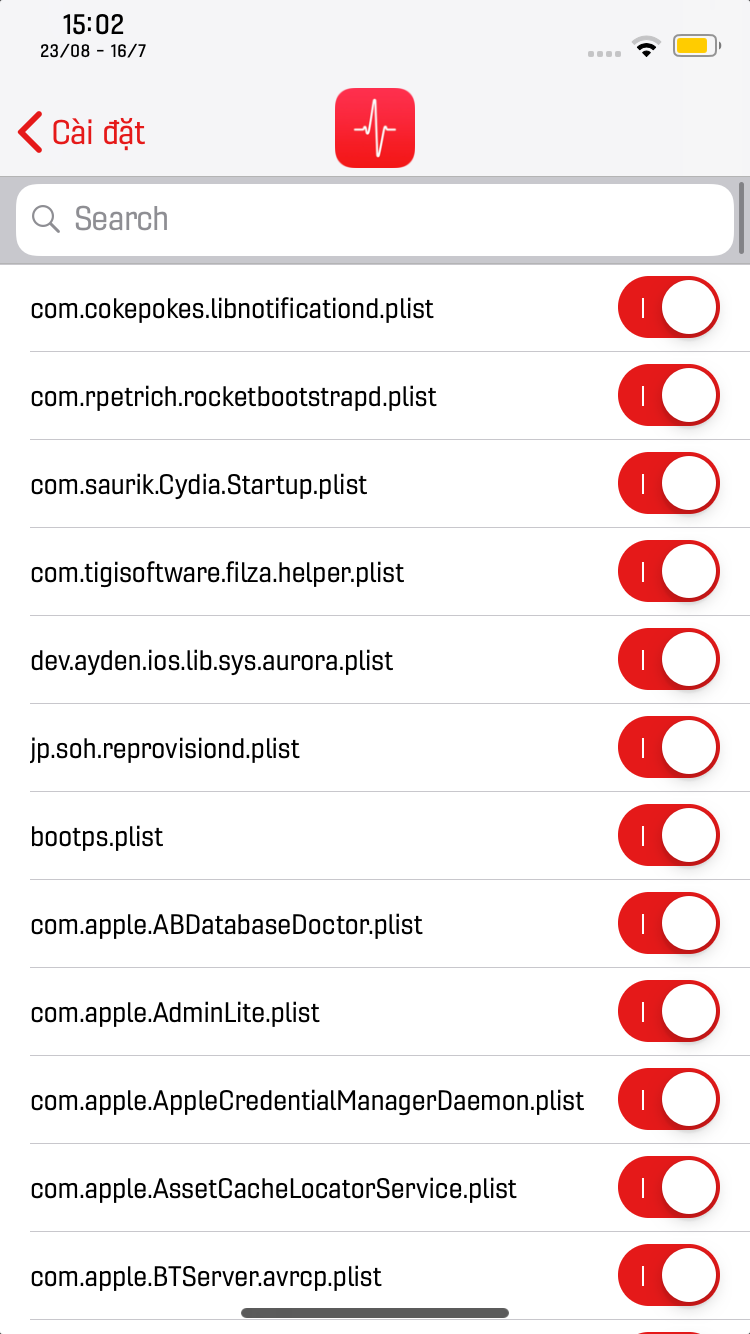 15:02
23/08 - 16/7
Cài đặt
Search
com.cokepokes.libnotificationd.plist
com.rpetrich.rocketbootstrapd.plist
com.saurik.Cydia.Startup.plist
com.tigisoftware.filza.helper.plist
dev.ayden.ios.lib.sys.aurora.plist
jp.soh.reprovisiond.plist
bootps.plist
com.apple.ABDatabaseDoctor.plist
com.apple.AdminLite.plist
com.apple.AppleCredentialManagerDaemon.plist
com.apple.AssetCacheLocatorService.plist
com.apple.BTServer.avrcp.plist